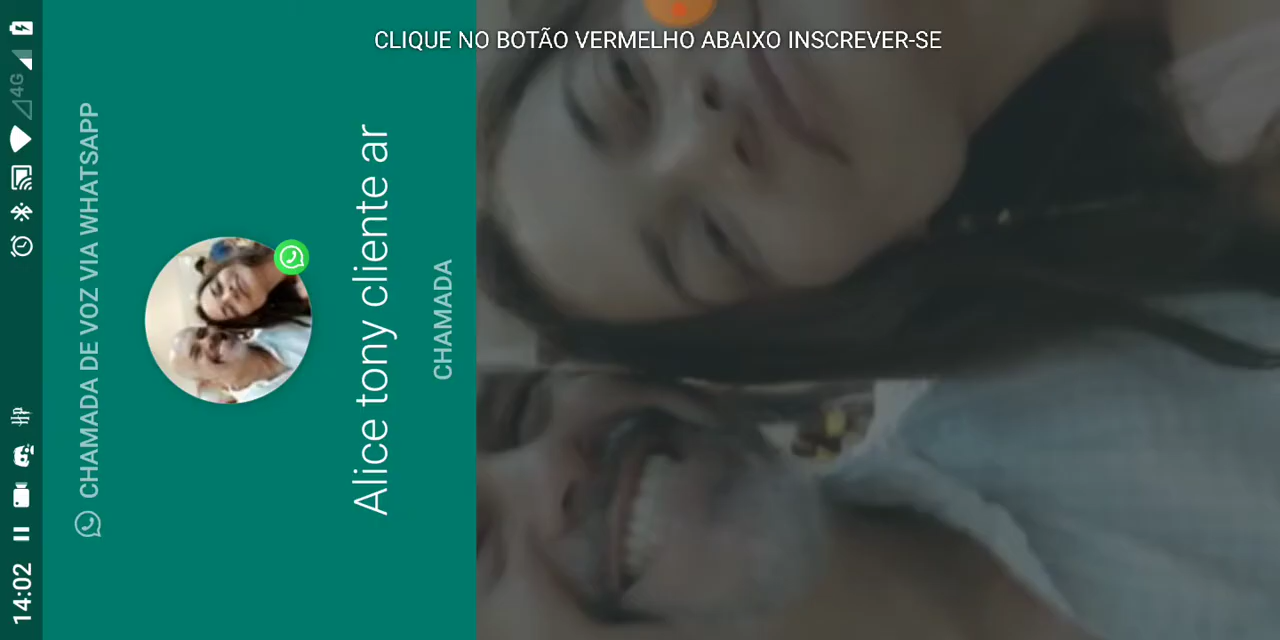 CLIQUE NO BOTÃO VERMELHO ABAIXO INSCREVER-SE
14:02
4G
CHAMADA DE VOZ VIA WHATSAPP
Alice tony cliente ar
CHAMADA